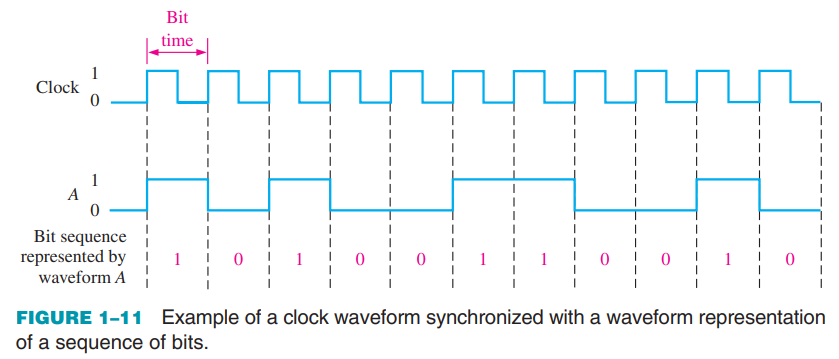 Bit
time
Clock 1
0
A 1
0
Bit sequence
represented by
waveform A
1 0 1 0 0 1 1 0 0 1 0
FIGURE 1–11 Example of a clock waveform synchronized with a waveform representation
of a sequence of bits.